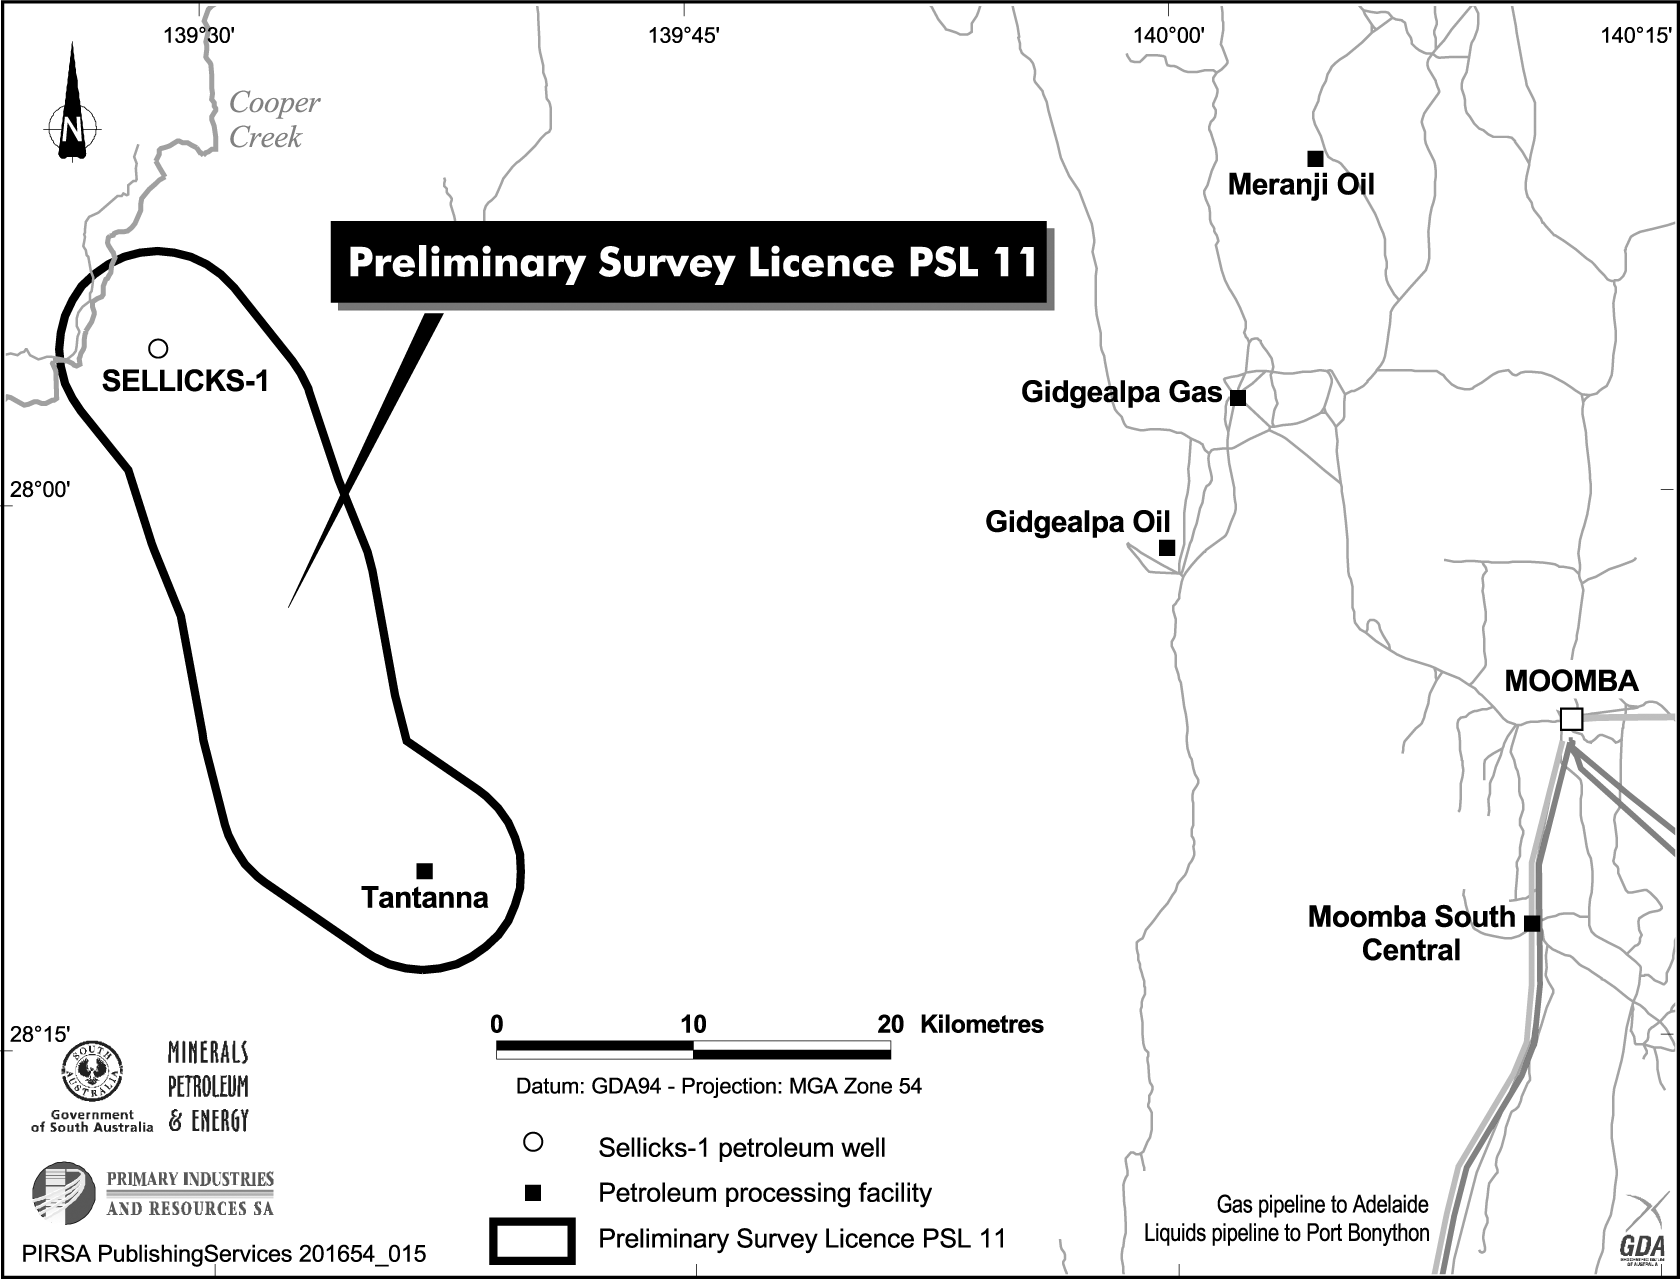 139°30'
139°45'
140°00'
140°15'
N
Cooper
Creek
Meranji Oil
Preliminary Survey Licence PSL 11
SELLICKS-1
Gidgealpa Gas
28°00'
Gidgealpa Oil
MOOMBA
Tantanna
Moomba South
Central
28°15'
0 10 20 Kilometres
Datum: GDA94 - Projection: MGA Zone 54
SOUTH
AUSTRALIA
Government
of South Australia
MINERALS
PETROLEUM
& ENERGY
Sellicks-1 petroleum well
Petroleum processing facility
Preliminary Survey Licence PSL 11
PRIMARY INDUSTRIES
AND RESOURCES SA
PIRSA PublishingServices 201654_015
Gas pipeline to Adelaide
Liquids pipeline to Port Bonython
GDA